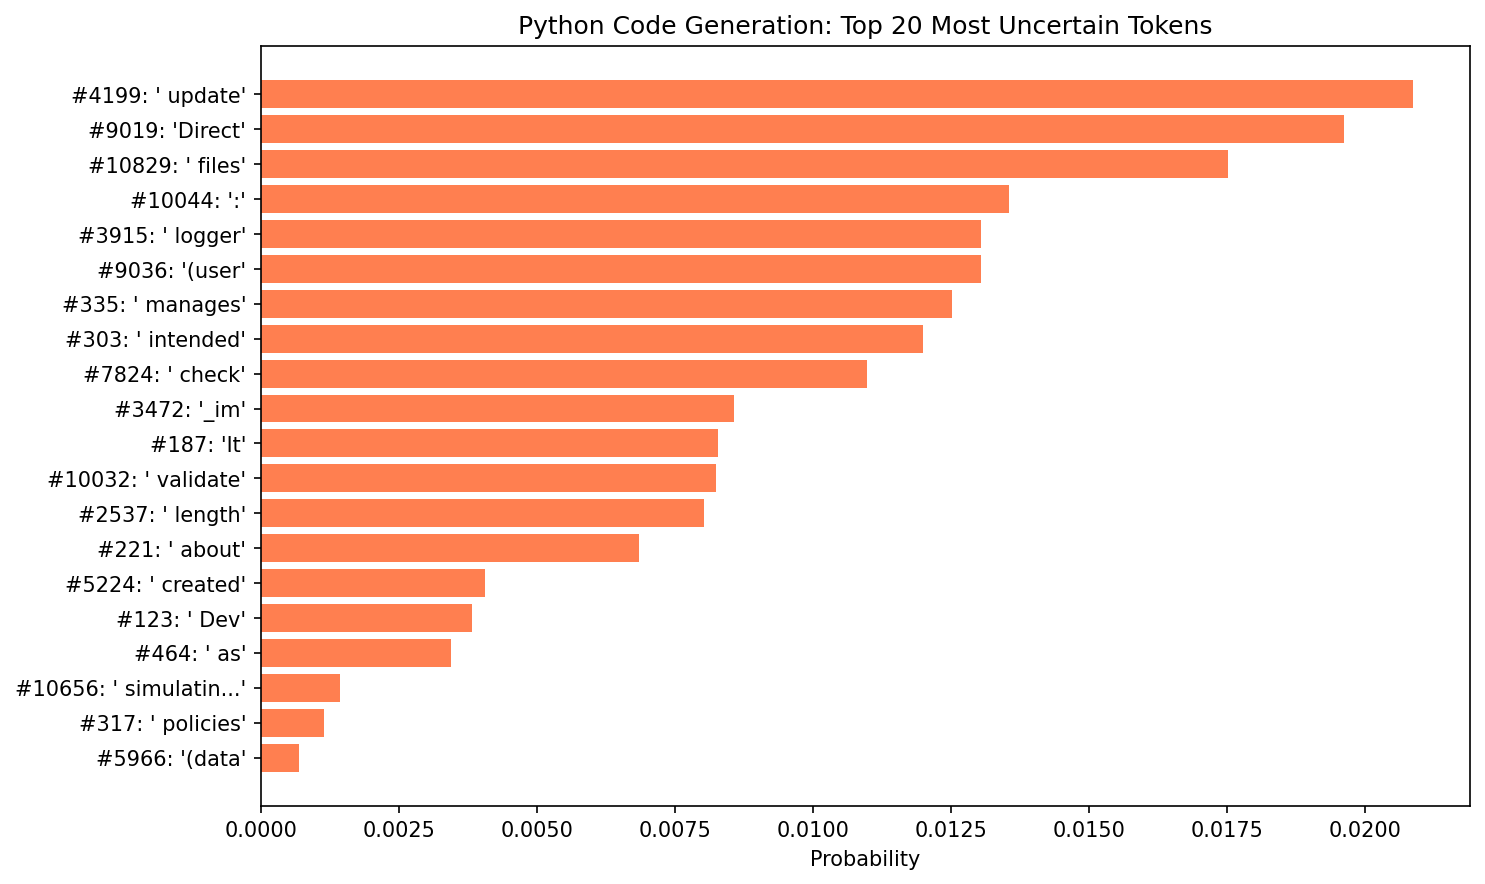 Python Code Generation: Top 20 Most Uncertain Tokens
#4199: ' update'
#9019: 'Direct'
#10829: ' files'
#10044: ':'
#3915: ' logger'
#9036: '(user'
#335: ' manages'
#303: ' intended'
#7824: ' check'
#3472: '_im'
#187: 'It'
#10032: ' validate'
#2537: ' length'
#221: ' about'
#5224: ' created'
#123: ' Dev'
#464: ' as'
#10656: ' simulatin...'
#317: ' policies'
#5966: '(data'
0.0000 0.0025 0.0050 0.0075 0.0100 0.0125 0.0150 0.0175 0.0200
Probability